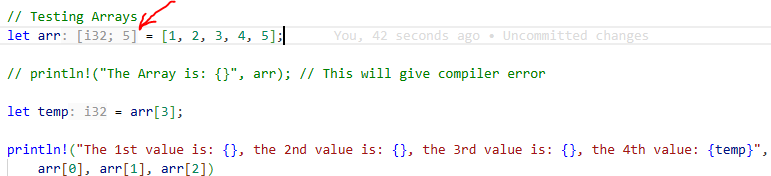 // Testing Arrays
let arr: [i32; 5] = [1, 2, 3, 4, 5]; You, 42 seconds ago • Uncommitted changes
// println!("The Array is: {}", arr); // This will give compiler error
let temp: i32 = arr[3];
println!("The 1st value is: {}, the 2nd value is: {}, the 3rd value is: {}, the 4th value: {temp}",
arr[0], arr[1], arr[2])